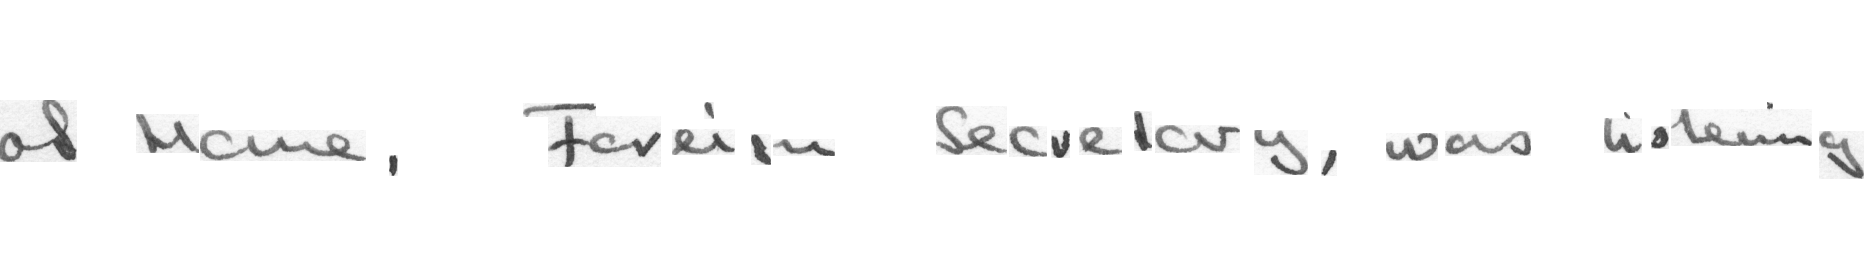 of Home, Foreign Secretary, was listening